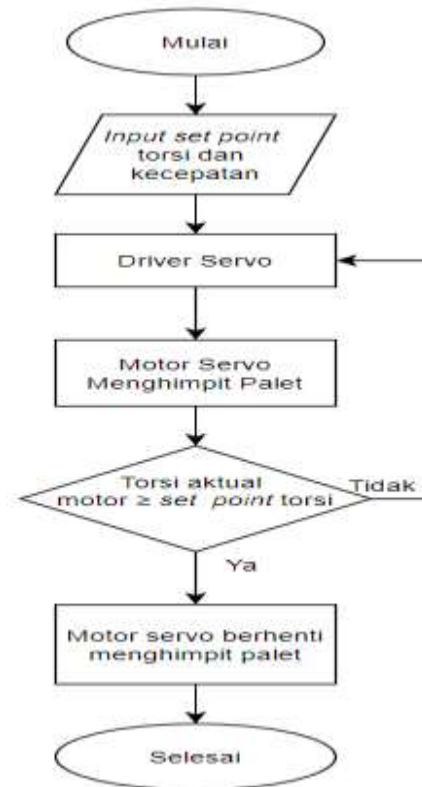 Mulai
Input set point
torsi dan
kecepatan
Driver Servo
Motor Servo
Menghimpit Palet
Torsi aktual
motor ≥ set point torsi
Tidak
Ya
Motor servo berhenti
menghimpit palet
Selesai